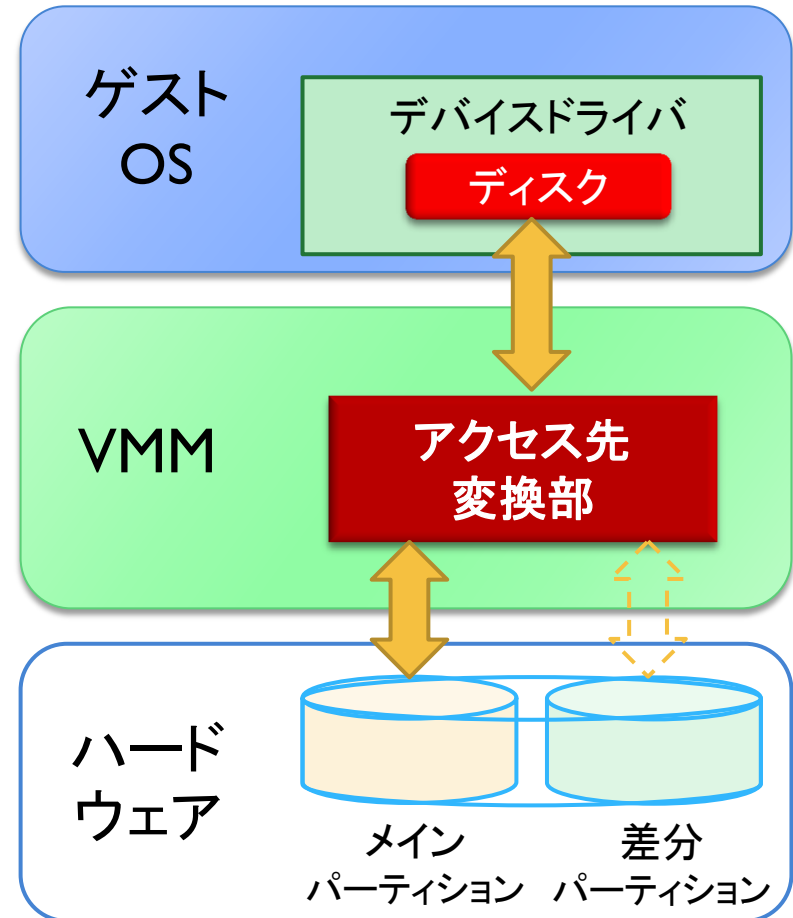 ゲスト
OS
デバイスドライバ
ディスク
VMM
アクセス先
変換部
ハード
ウェア
メイン
パーティション
差分
パーティション